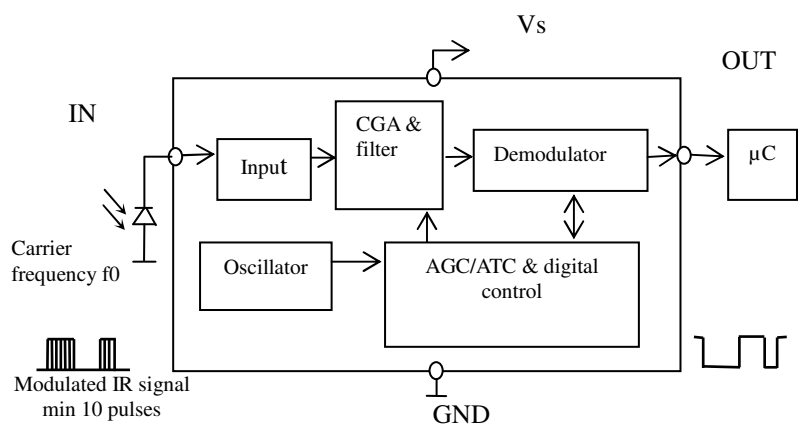 Vs
OUT
IN
CGA &
filter
Input
Demodulator
µC
Carrier
frequency f0
Oscillator
AGC/ATC & digital
control
Modulated IR signal
min 10 pulses
GND